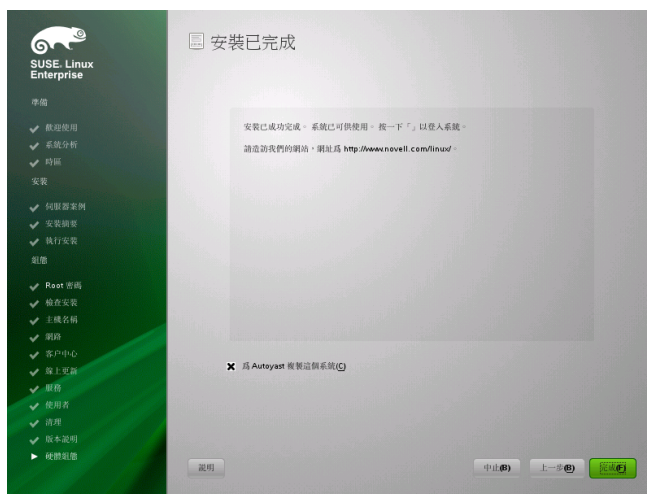 SUSE. Linux
Enterprise
準備
歡迎使用
系統分析
時區
安裝
伺服器案例
安裝摘要
執行安裝
組態
Root 密碼
檢查安裝
主機名稱
網路
客戶中心
線上更新
服務
使用者
清理
版本說明
硬體組態
安裝已完成
安裝已成功完成。系統已可供使用。按一下「」以登入系統。
請造訪我們的網站,網址為 http://www.novell.com/linux/。
為 Autoyast 複製這個系統(C)
說明
中止(B)
上一步(B)
完成(F)